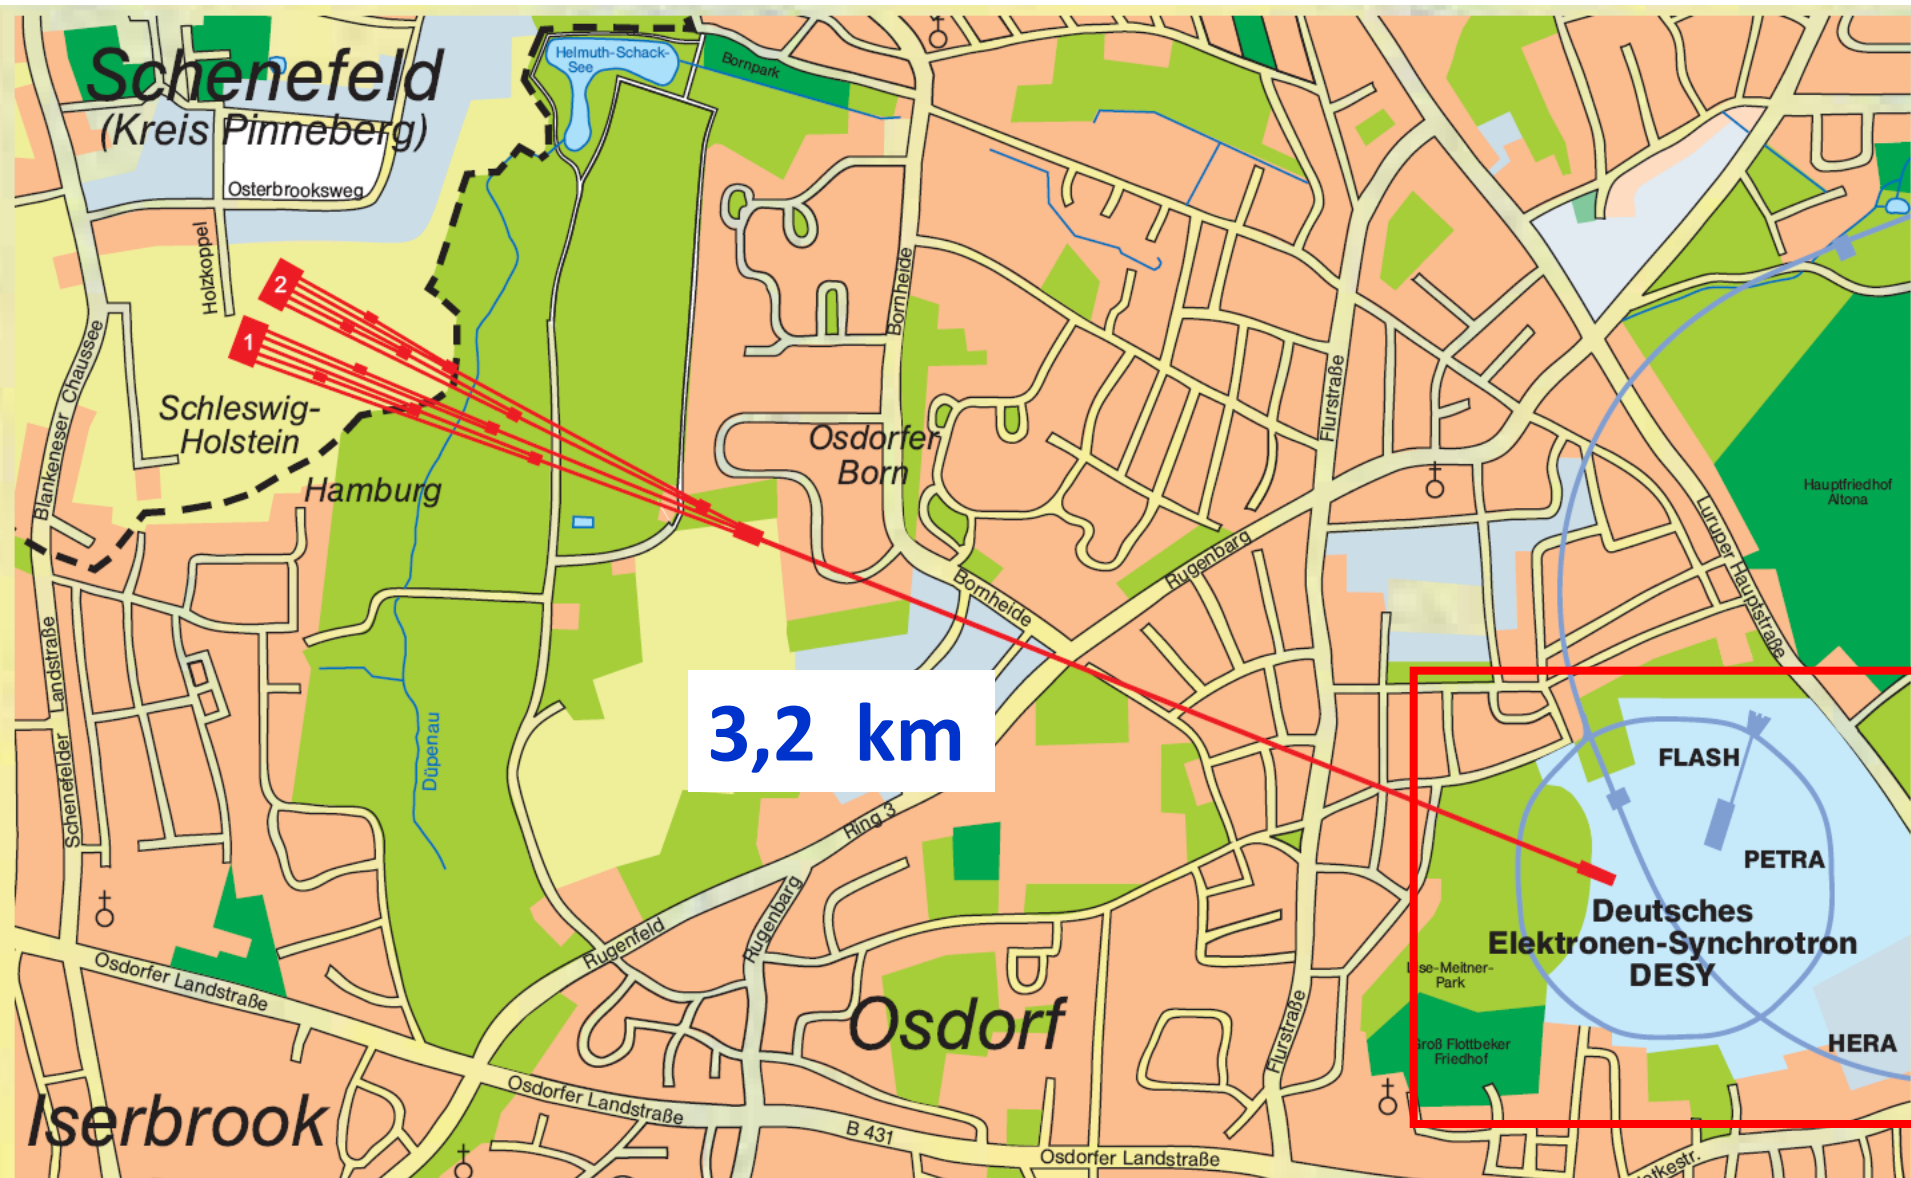 Schenefeld
(Kreis Pinneberg)
Helmuth-Schack-
See
Bornpark
Osterbrooksweg
Holzkoppel
2
1
Blankeneser Chaussee
Schleswig-
Holstein
Hamburg
Bornheide
Osdorfer
Born
Flurstraße
Hauptfriedhof
Altona
Luruper Hauptstraße
Rugenbarg
Bornheide
Schenefelder Landstraße
Düpenau
3,2 km
Ring 3
FLASH
PETRA
Deutsches
Elektronen-Synchrotron
DESY
HERA
Park
Groß Flottbeker
Friedhof
Rugenfeld
Rugenbarg
Osdorfer Landstraße
Osdorf
Flurstraße
Iserbrook
Osdorfer Landstraße
B 431
Osdorfer Landstraße